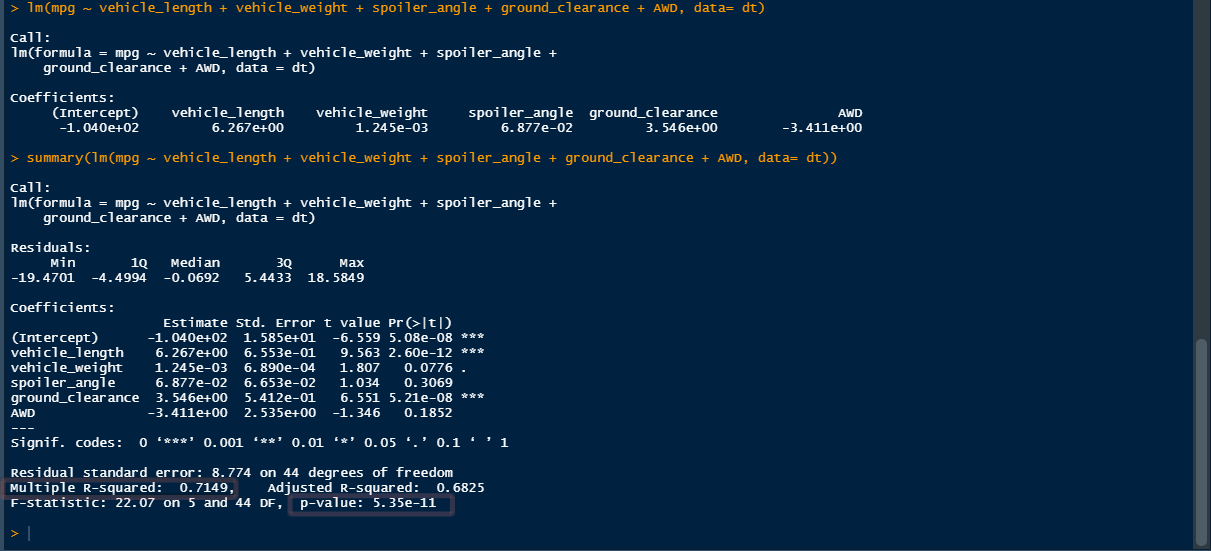 > lm(mpg ~ vehicle_length + vehicle_weight + spoiler_angle + ground_clearance + AWD, data= dt)
Call:
lm(formula = mpg ~ vehicle_length + vehicle_weight + spoiler_angle +
    ground_clearance + AWD, data = dt)
Coefficients:
     (Intercept)    vehicle_length    vehicle_weight     spoiler_angle  ground_clearance               AWD
      -1.040e+02         6.267e+00         1.245e-03         6.877e-02         3.546e+00        -3.411e+00
> summary(lm(mpg ~ vehicle_length + vehicle_weight + spoiler_angle + ground_clearance + AWD, data= dt))
Call:
lm(formula = mpg ~ vehicle_length + vehicle_weight + spoiler_angle +
    ground_clearance + AWD, data = dt)
Residuals:
     Min       1Q   Median       3Q      Max
-19.4701  -4.4994  -0.0692   5.4433  18.5849
Coefficients:
                   Estimate Std. Error t value Pr(>|t|)
(Intercept)      -1.040e+02  1.585e+01  -6.559 5.08e-08 ***
vehicle_length    6.267e+00  6.553e-01   9.563 2.60e-12 ***
vehicle_weight    1.245e-03  6.890e-04   1.807   0.0776 .
spoiler_angle     6.877e-02  6.653e-02   1.034   0.3069
ground_clearance  3.546e+00  5.412e-01   6.551 5.21e-08 ***
AWD              -3.411e+00  2.535e+00  -1.346   0.1852
---
Signif. codes:  0 ‘***’ 0.001 ‘**’ 0.01 ‘*’ 0.05 ‘.’ 0.1 ‘ ’ 1
Residual standard error: 8.774 on 44 degrees of freedom
Multiple R-squared:  0.7149,	Adjusted R-squared:  0.6825
F-statistic: 22.07 on 5 and 44 DF,  p-value: 5.35e-11
>